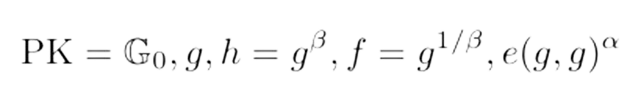 PK = 𝔾₀, g, h = g^β, f = g^{1/β}, e(g, g)^α